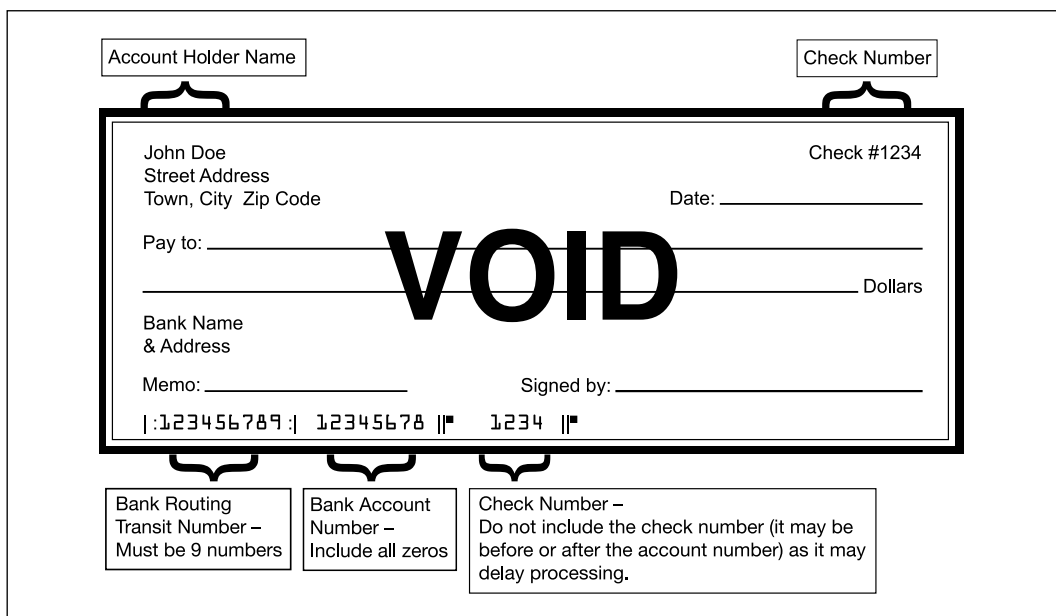 Account Holder Name
Check Number
John Doe
Check #1234
Street Address
Town, City  Zip Code
Date:
Pay to:
VOID
Dollars
Bank Name
& Address
Memo:
Signed by:
|:123456789:| 12345678 ||■ 1234 ||■
Bank Routing
Transit Number –
Must be 9 numbers
Bank Account
Number –
Include all zeros
Check Number –
Do not include the check number (it may be
before or after the account number) as it may
delay processing.